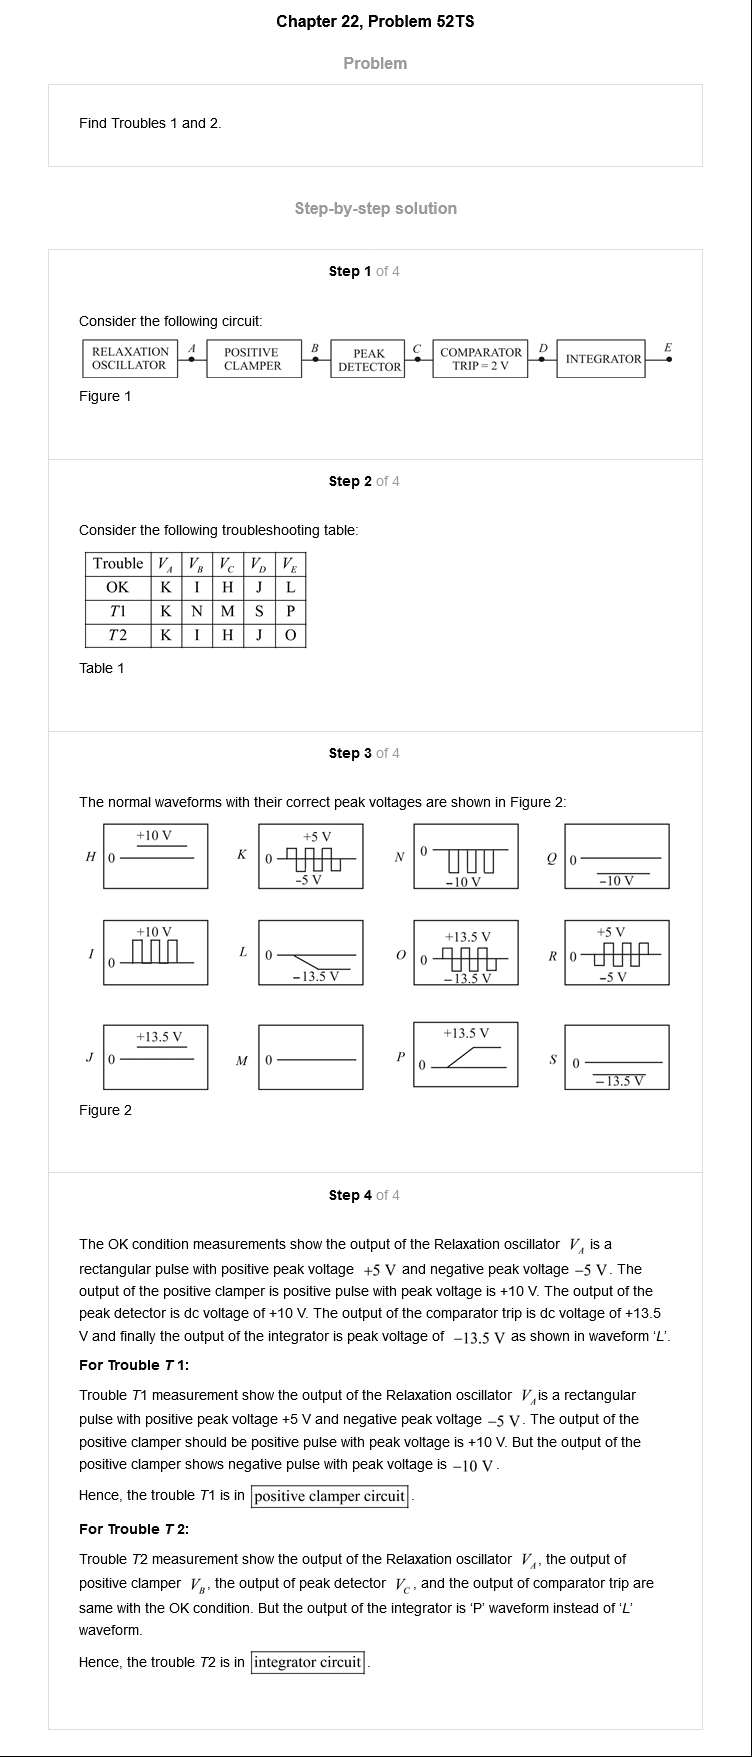 Chapter 22, Problem 52TS
Problem
Find Troubles 1 and 2.
Step-by-step solution
Step 1 of 4
Consider the following circuit:
RELAXATION OSCILLATOR A POSITIVE CLAMPER B PEAK DETECTOR C COMPARATOR TRIP = 2 V D INTEGRATOR E
Figure 1
Step 2 of 4
Consider the following troubleshooting table:
Trouble V_A V_B V_C V_D V_E
OK K I H J L
T1 K N M S P
T2 K I H J O
Table 1
Step 3 of 4
The normal waveforms with their correct peak voltages are shown in Figure 2:
H 0 +10 V
K 0 +5 V –5 V
N 0 –10 V
Q 0 –10 V
I 0 +10 V
L 0 –13.5 V
O 0 +13.5 V –13.5 V
R 0 +5 V –5 V
J 0 +13.5 V
M 0
P 0 +13.5 V
S 0 –13.5 V
Figure 2
Step 4 of 4
The OK condition measurements show the output of the Relaxation oscillator V_A is a
rectangular pulse with positive peak voltage +5 V and negative peak voltage –5 V. The
output of the positive clamper is positive pulse with peak voltage is +10 V. The output of the
peak detector is dc voltage of +10 V. The output of the comparator trip is dc voltage of +13.5
V and finally the output of the integrator is peak voltage of –13.5 V as shown in waveform ‘L’.
For Trouble T 1:
Trouble T1 measurement show the output of the Relaxation oscillator V_A is a rectangular
pulse with positive peak voltage +5 V and negative peak voltage –5 V. The output of the
positive clamper should be positive pulse with peak voltage is +10 V. But the output of the
positive clamper shows negative pulse with peak voltage is –10 V.
Hence, the trouble T1 is in positive clamper circuit.
For Trouble T 2:
Trouble T2 measurement show the output of the Relaxation oscillator V_A, the output of
positive clamper V_B, the output of peak detector V_C, and the output of comparator trip are
same with the OK condition. But the output of the integrator is ‘P’ waveform instead of ‘L’
waveform.
Hence, the trouble T2 is in integrator circuit.